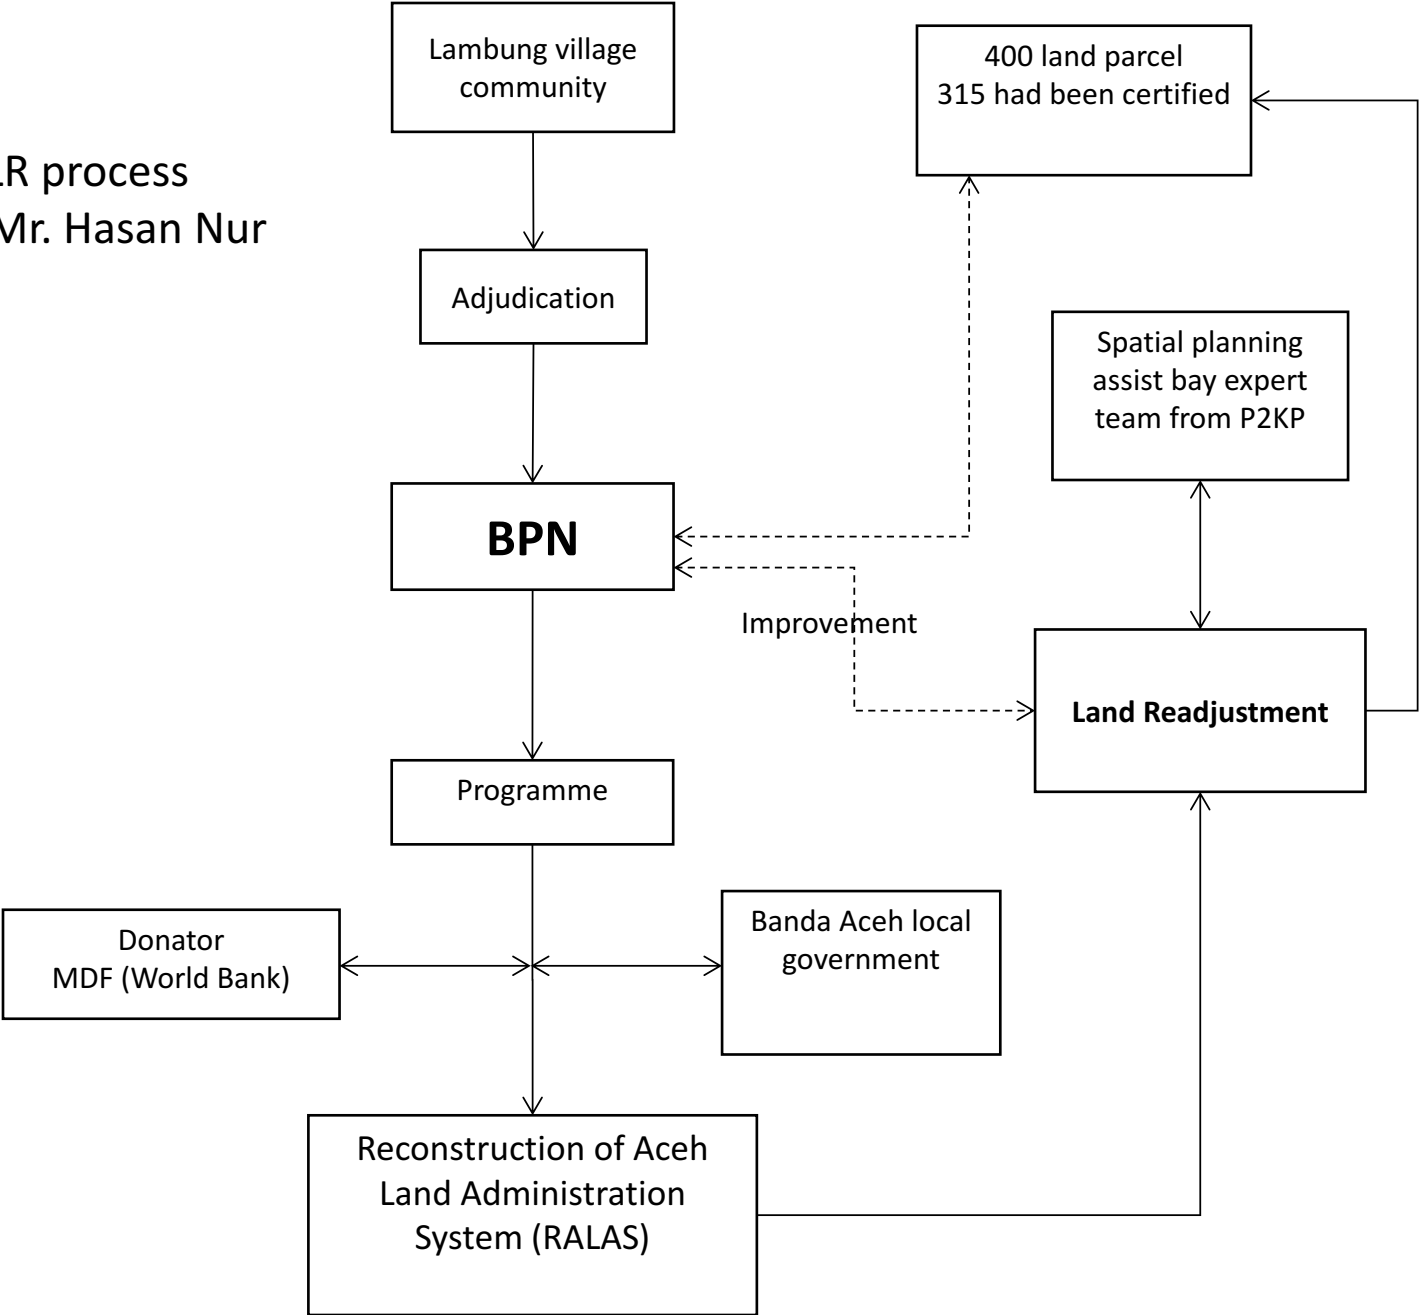 Lambung village
community
400 land parcel
315 had been certified
LR process
Mr. Hasan Nur
Adjudication
Spatial planning
assist bay expert
team from P2KP
BPN
Improvement
Land Readjustment
Programme
Donator
MDF (World Bank)
Banda Aceh local
government
Reconstruction of Aceh
Land Administration
System (RALAS)